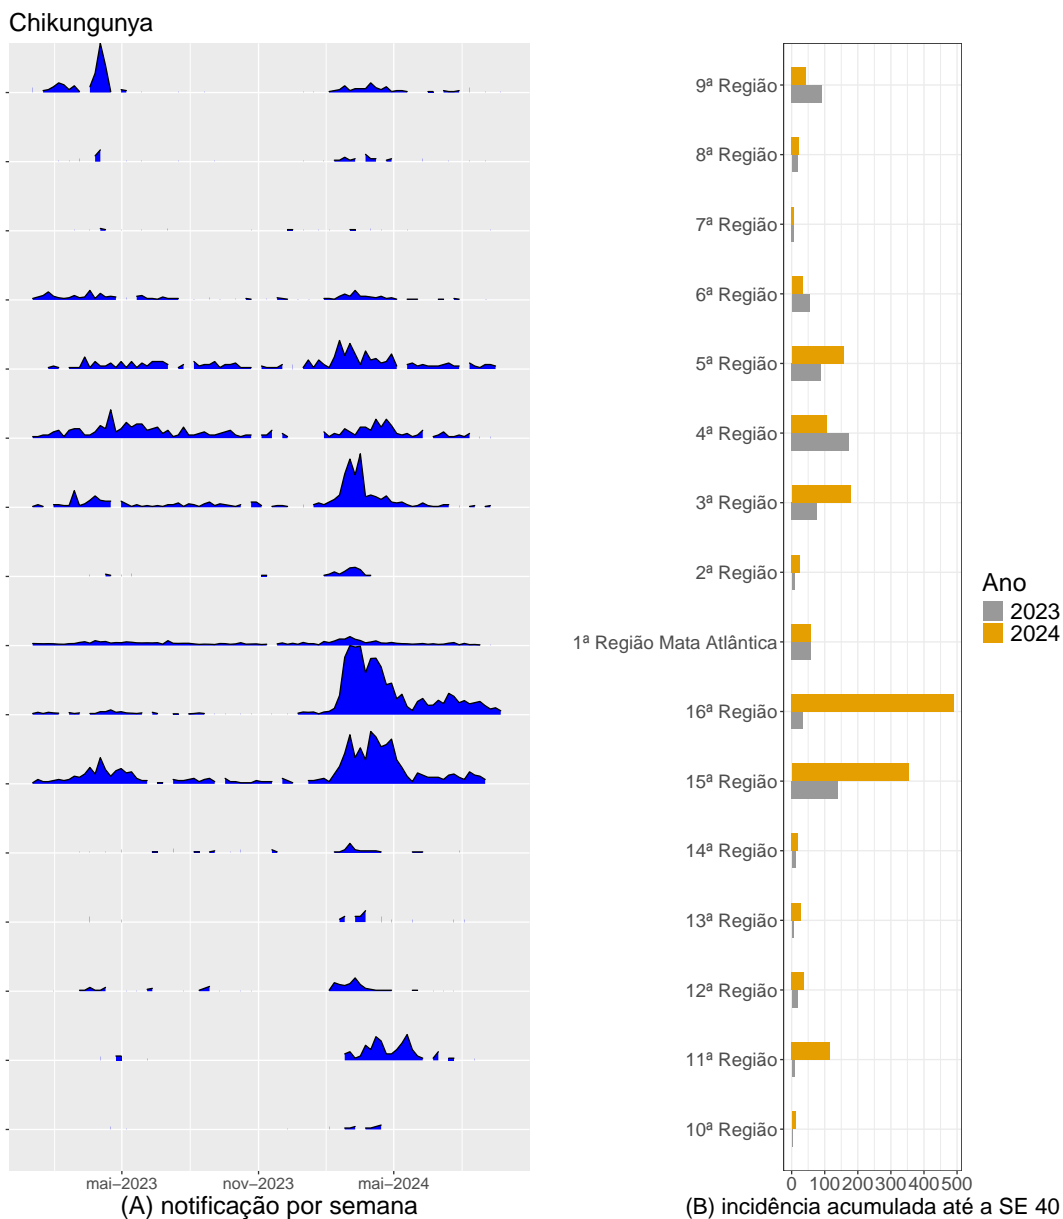 Chikungunya
9ª Região
8ª Região
7ª Região
6ª Região
5ª Região
4ª Região
3ª Região
2ª Região
1ª Região Mata Atlântica
16ª Região
15ª Região
14ª Região
13ª Região
12ª Região
11ª Região
10ª Região
Ano
2023
2024
mai−2023 nov−2023 mai−2024
(A) notificação por semana
0 100 200 300 400 500
(B) incidência acumulada até a SE 40